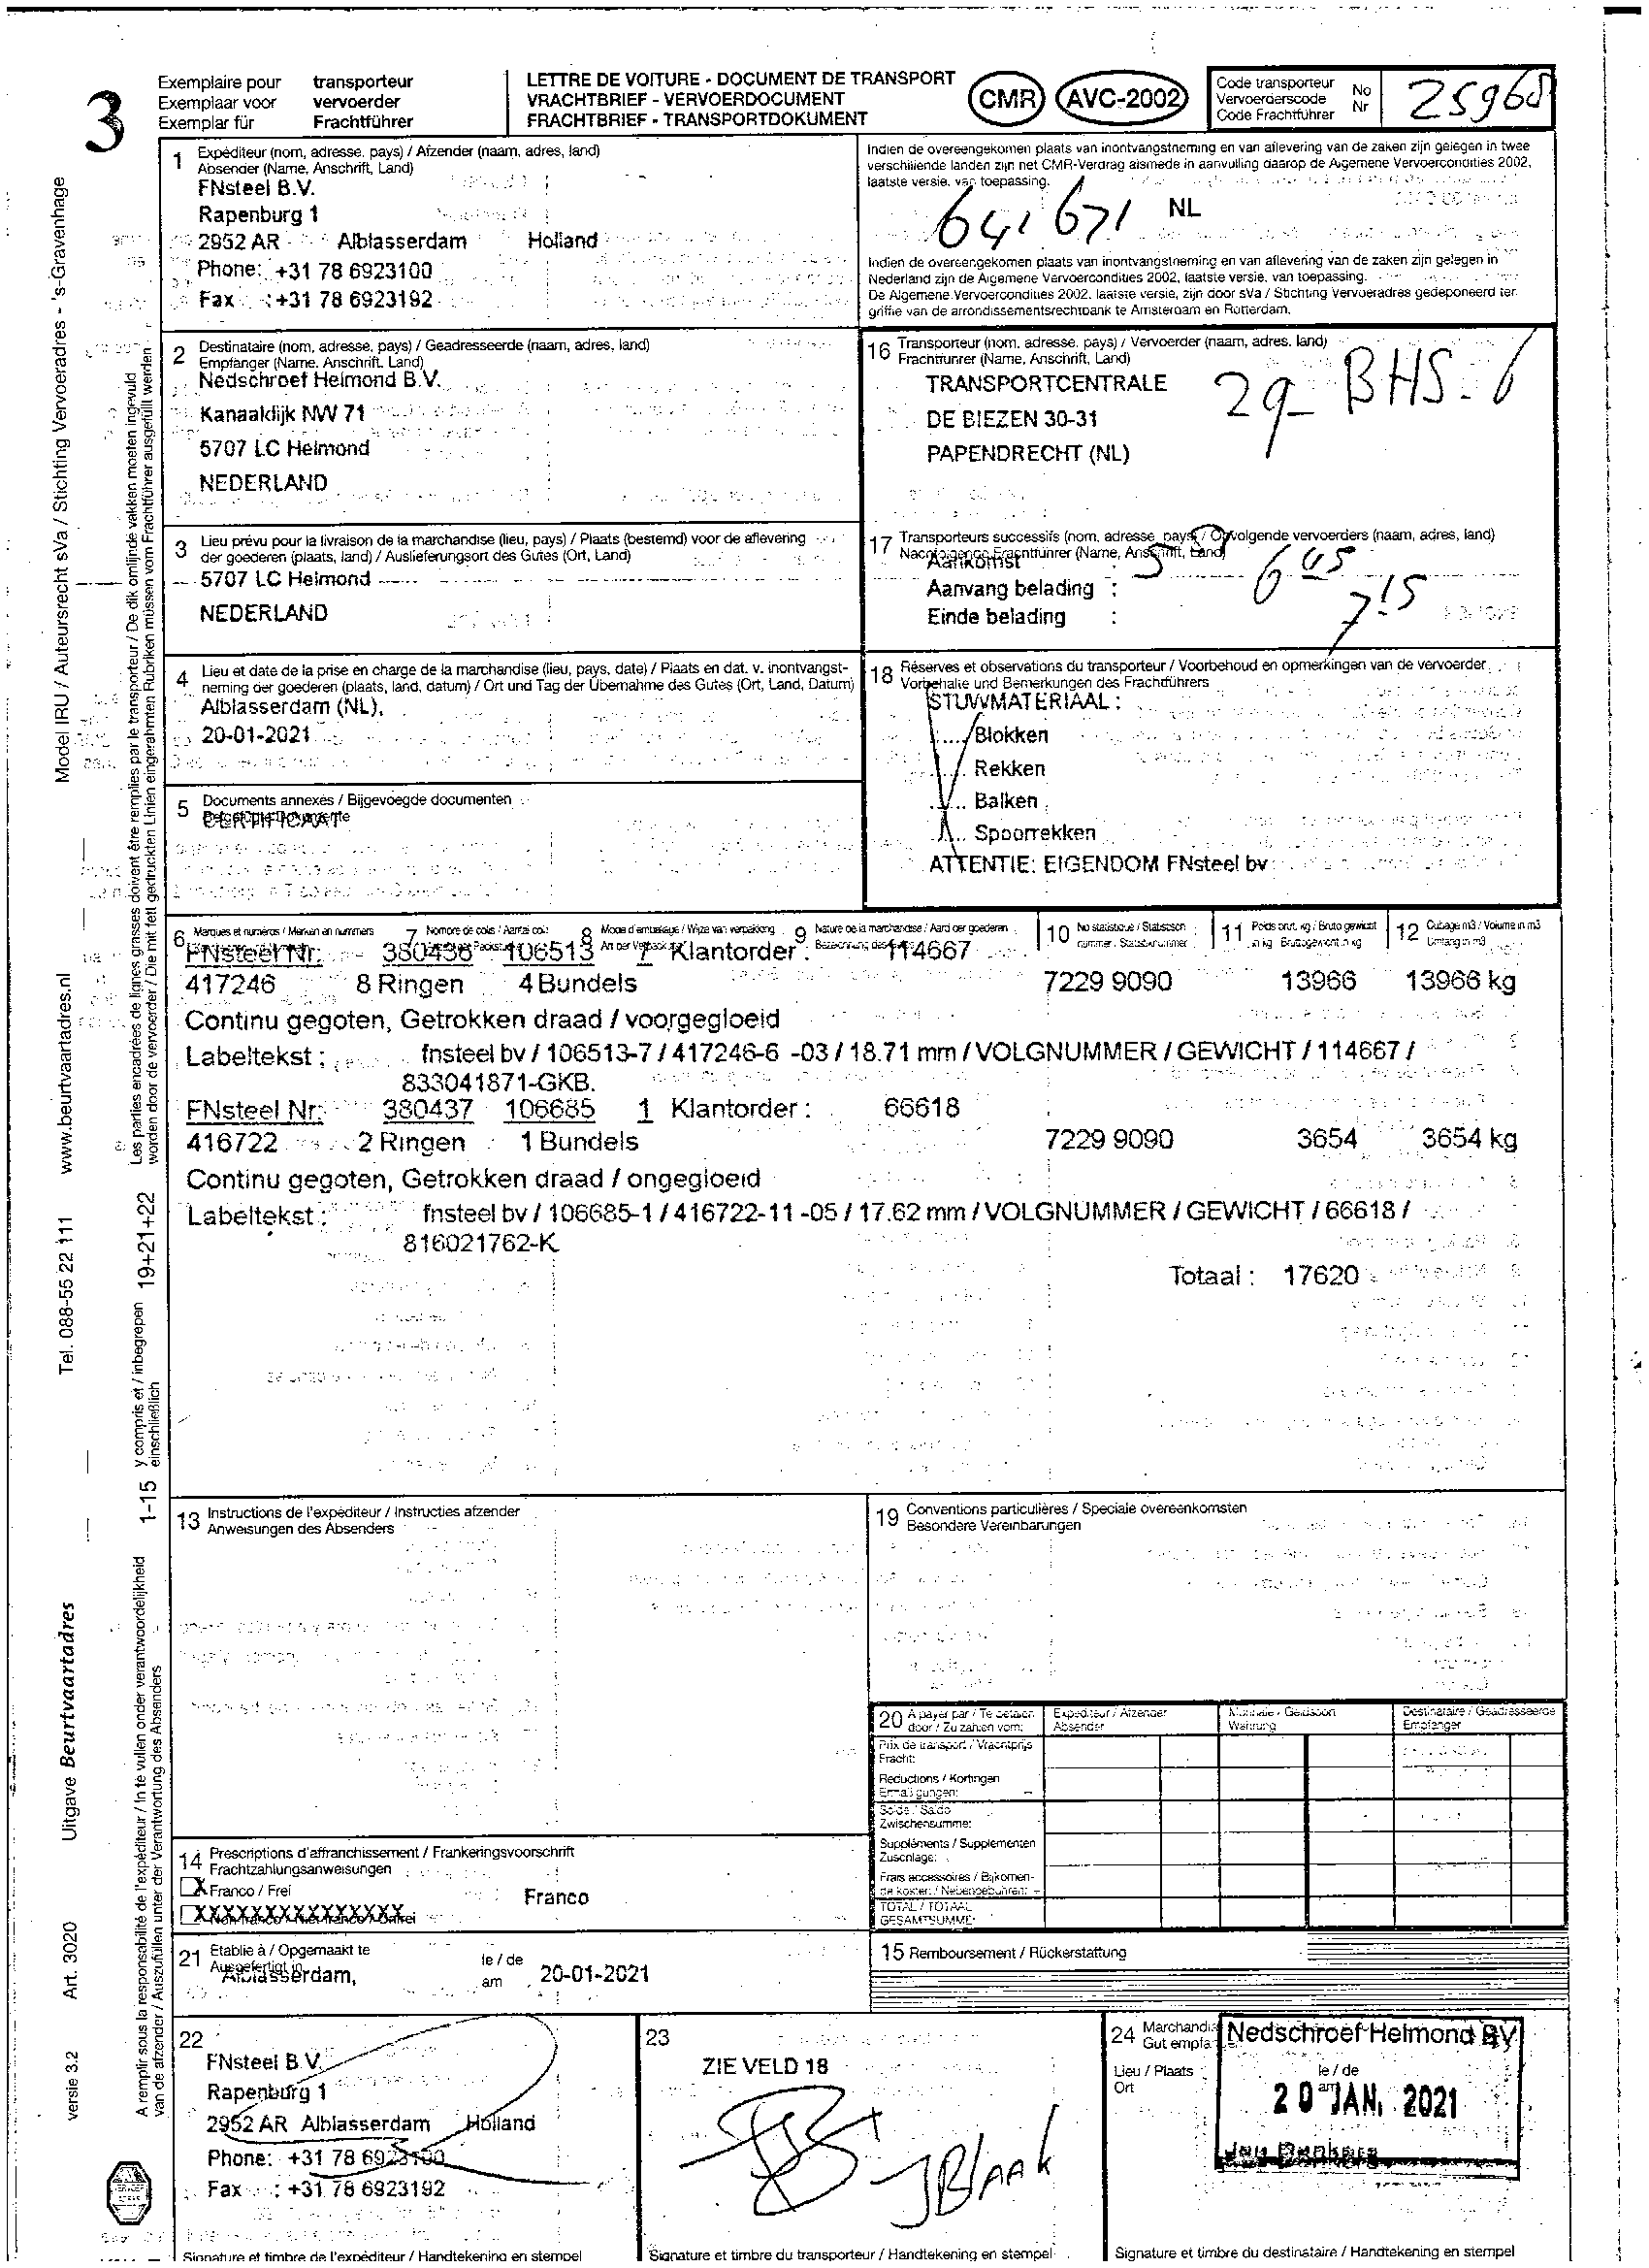 3
Exemplaire pour transporteur
Exemplaar voor vervoerder
Exemplar für Frachtführer
LETTRE DE VOITURE - DOCUMENT DE TRANSPORT
VRACHTBRIEF - VERVOERDOCUMENT
FRACHTBRIEF - TRANSPORTDOKUMENT
CMR AVC-2002
Code transporteur No
Vervoerderscode Nr
Code Frachtführer
25968
1 Expéditeur (nom, adresse, pays) / Afzender (naam, adres, land)
Absender (Name, Anschrift, Land)
FNsteel B.V.
Rapenburg 1
2952 AR Alblasserdam Holland
Phone: +31 78 6923100
Fax : +31 78 6923192
Indien de overeengekomen plaats van inontvangstneming en van aflevering van de zaken zijn gelegen in twee
verschillende landen zijn het CMR-Verdrag alsmede in aanvulling daarop de Algemene Vervoercondities 2002,
laatste versie, van toepassing.
641671 NL
Indien de overeengekomen plaats van inontvangstneming en van aflevering van de zaken zijn gelegen in
Nederland zijn de Algemene Vervoercondities 2002, laatste versie, van toepassing.
De Algemene Vervoercondities 2002, laatste versie, zijn door sVa / Stichting Vervoeradres gedeponeerd ter
griffie van de arrondissementsrechtbank te Amsterdam en Rotterdam.
2 Destinataire (nom, adresse, pays) / Geadresseerde (naam, adres, land)
Empfänger (Name, Anschrift, Land)
Nedschroef Helmond B.V.
Kanaaldijk NW 71
5707 LC Helmond
NEDERLAND
16 Transporteur (nom, adresse, pays) / Vervoerder (naam, adres, land)
Frachtführer (Name, Anschrift, Land)
TRANSPORTCENTRALE
DE BIEZEN 30-31
PAPENDRECHT (NL)
29-BHS-6
3 Lieu prévu pour la livraison de la marchandise (lieu, pays) / Plaats (bestemd) voor de aflevering
der goederen (plaats, land) / Auslieferungsort des Gutes (Ort, Land)
5707 LC Helmond
NEDERLAND
17 Transporteurs successifs (nom, adresse, pays) / Opvolgende vervoerders (naam, adres, land)
Nachfolgende Frachtführer (Name, Anschrift, Land)
Aankomst :
Aanvang belading : 6 45
Einde belading : 7 15
4 Lieu et date de la prise en charge de la marchandise (lieu, pays, date) / Plaats en dat. v. inontvangst-
neming der goederen (plaats, land, datum) / Ort und Tag der Übernahme des Gutes (Ort, Land, Datum)
Alblasserdam (NL),
20-01-2021
18 Réserves et observations du transporteur / Voorbehoud en opmerkingen van de vervoerder
Vorbehalte und Bemerkungen des Frachtführers
STUWMATERIAAL :
Blokken
Rekken
Balken
Spoorrekken
ATTENTIE: EIGENDOM FNsteel bv
5 Documents annexés / Bijgevoegde documenten
CERTIFICAAT
6 Marques et numéros / Merken en nummers 7 Nombre de colis / Aantal colli 8 Mode d'emballage / Wijze van verpakking 9 Nature de la marchandise / Aard der goederen 10 No statistique / Statistisch nummer 11 Poids brut, kg / Bruto gewicht in kg 12 Cubage m3 / Volume in m3
FNsteel Nr: 380436 106513 7 Klantorder : 114667
417246 8 Ringen 4 Bundels 7229 9090 13966 13966 kg
Continu gegoten, Getrokken draad / voorgegloeid
Labeltekst : fnsteel bv / 106513-7 / 417246-6 -03 / 18.71 mm / VOLGNUMMER / GEWICHT / 114667 /
833041871-GKB.
FNsteel Nr: 380437 106685 1 Klantorder : 66618
416722 2 Ringen 1 Bundels 7229 9090 3654 3654 kg
Continu gegoten, Getrokken draad / ongegloeid
Labeltekst : fnsteel bv / 106685-1 / 416722-11 -05 / 17.62 mm / VOLGNUMMER / GEWICHT / 66618 /
816021762-K
Totaal : 17620
13 Instructions de l'expéditeur / Instructies afzender
Anweisungen des Absenders
19 Conventions particulières / Speciale overeenkomsten
Besondere Vereinbarungen
20 A payer par / Te betalen door / Zu zahlen vom:
Expéditeur / Afzender
Absender
Währung
Destinataire / Geadresseerde
Empfänger
Prix de transport / Vrachtprijs
Fracht:
Réductions / Kortingen
Ermäßigungen:
Solde / Saldo
Zwischensumme:
Suppléments / Supplementen
Zuschläge:
Frais accessoires / Bijkomen-
de kosten / Nebengebühren:
TOTAL / TOTAAL
GESAMTSUMME:
14 Prescriptions d'affranchissement / Frankeringsvoorschrift
Frachtzahlungsanweisungen
X Franco / Frei
Franco
XXXXXXXXXXXXXXX
21 Etablie à / Opgemaakt te
Ausgefertigt in
Alblasserdam,
le / de
am
20-01-2021
15 Remboursement / Rückerstattung
22
FNsteel B.V.
Rapenburg 1
2952 AR Alblasserdam Holland
Phone: +31 78 6923100
Fax : +31 78 6923192
Signature et timbre de l'expéditeur / Handtekening en stempel
23
ZIE VELD 18
JBlaak
Signature et timbre du transporteur / Handtekening en stempel
24
Lieu / Plaats
Ort
le / de
am
Nedschroef Helmond BV
20 JAN. 2021
Signature et timbre du destinataire / Handtekening en stempel
Model IRU / Auteursrecht sVa / Stichting Vervoeradres - 's-Gravenhage
www.beurtvaartadres.nl
Tel. 088-55 22 111
Uitgave Beurtvaartadres
Art. 3020
versie 3.2
Les parties encadrées de lignes grasses doivent être remplies par le transporteur / De dik omlijnde vakken moeten ingevuld
worden door de vervoerder / Die mit fett gedruckten Linien eingerahmten Rubriken müssen vom Frachtführer ausgefüllt werden
19+21+22
y compris et / inbegrepen
einschließlich
1-15
A remplir sous la responsabilité de l'expéditeur / In te vullen onder verantwoordelijkheid
van de afzender / Auszufüllen unter der Verantwortung des Absenders